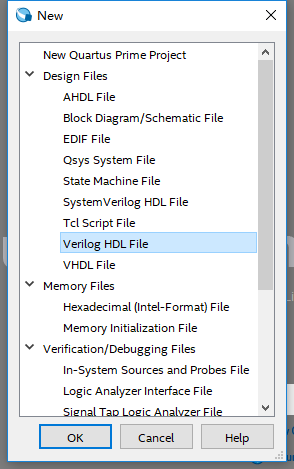 New
New Quartus Prime Project
Design Files
AHDL File
Block Diagram/Schematic File
EDIF File
Qsys System File
State Machine File
SystemVerilog HDL File
Tcl Script File
Verilog HDL File
VHDL File
Memory Files
Hexadecimal (Intel-Format) File
Memory Initialization File
Verification/Debugging Files
In-System Sources and Probes File
Logic Analyzer Interface File
Signal Tap Logic Analyzer File
OK
Cancel
Help